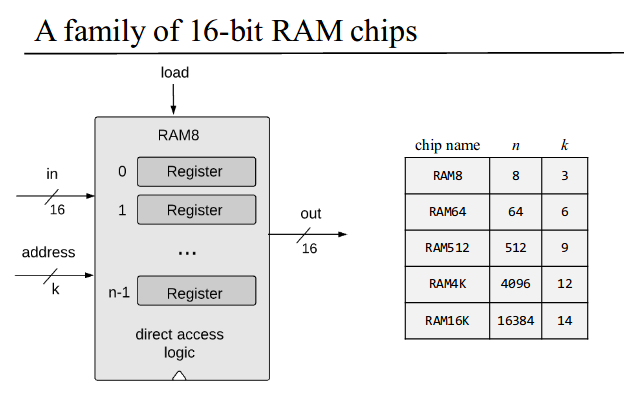 A family of 16-bit RAM chips
load
RAM8
in
16
address
k
0 Register
1 Register
...
n-1 Register
direct access
logic
out
16
chip name n k
RAM8 8 3
RAM64 64 6
RAM512 512 9
RAM4K 4096 12
RAM16K 16384 14